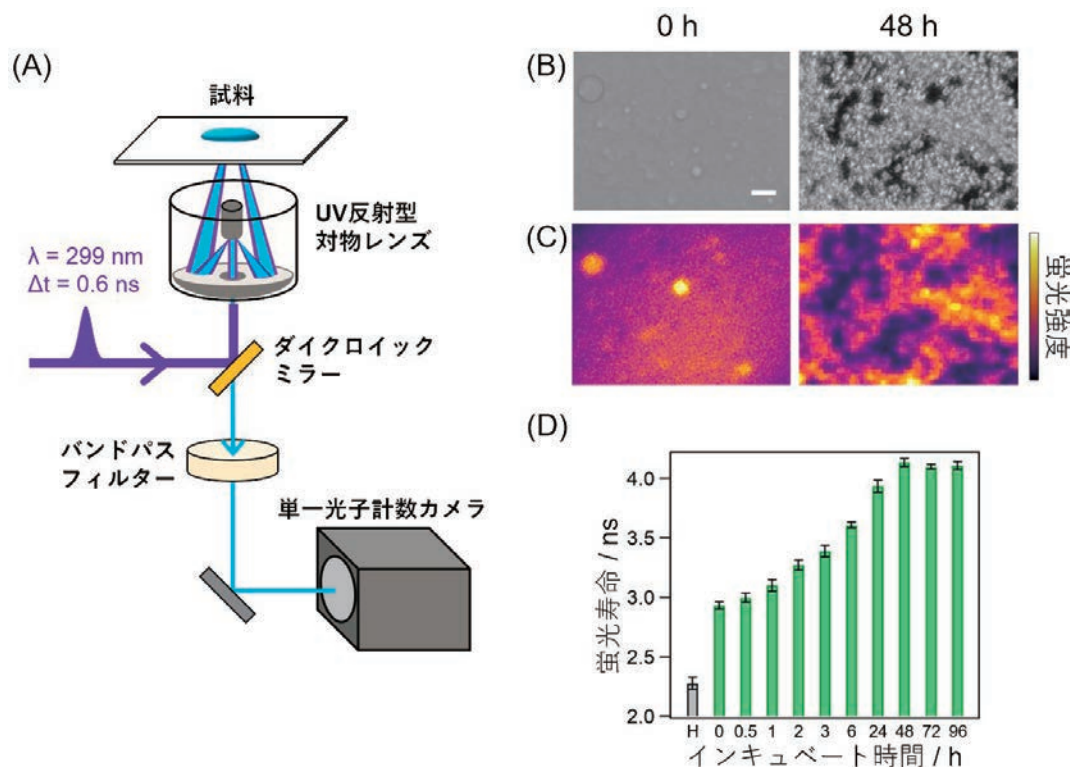 (A)
試料
UV反射型
対物レンズ
λ = 299 nm
Δt = 0.6 ns
ダイクロイック
ミラー
バンドパス
フィルター
単一光子計数カメラ
0 h
48 h
(B)
(C)
蛍光強度
(D)
蛍光寿命 / ns
4.0
3.5
3.0
2.5
2.0
H 0 0.5 1 2 3 6 24 48 72 96
インキュベート時間 / h